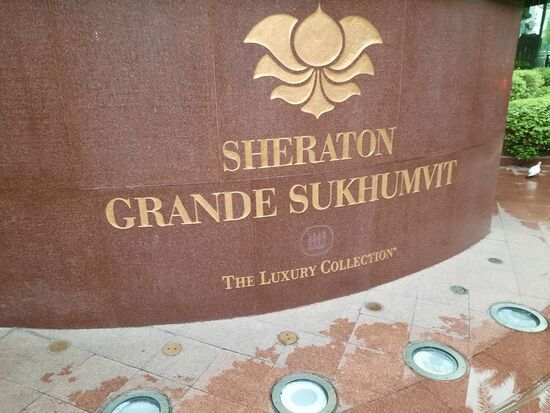 SHERATON
GRANDE SUKHUMVIT
THE LUXURY COLLECTION®